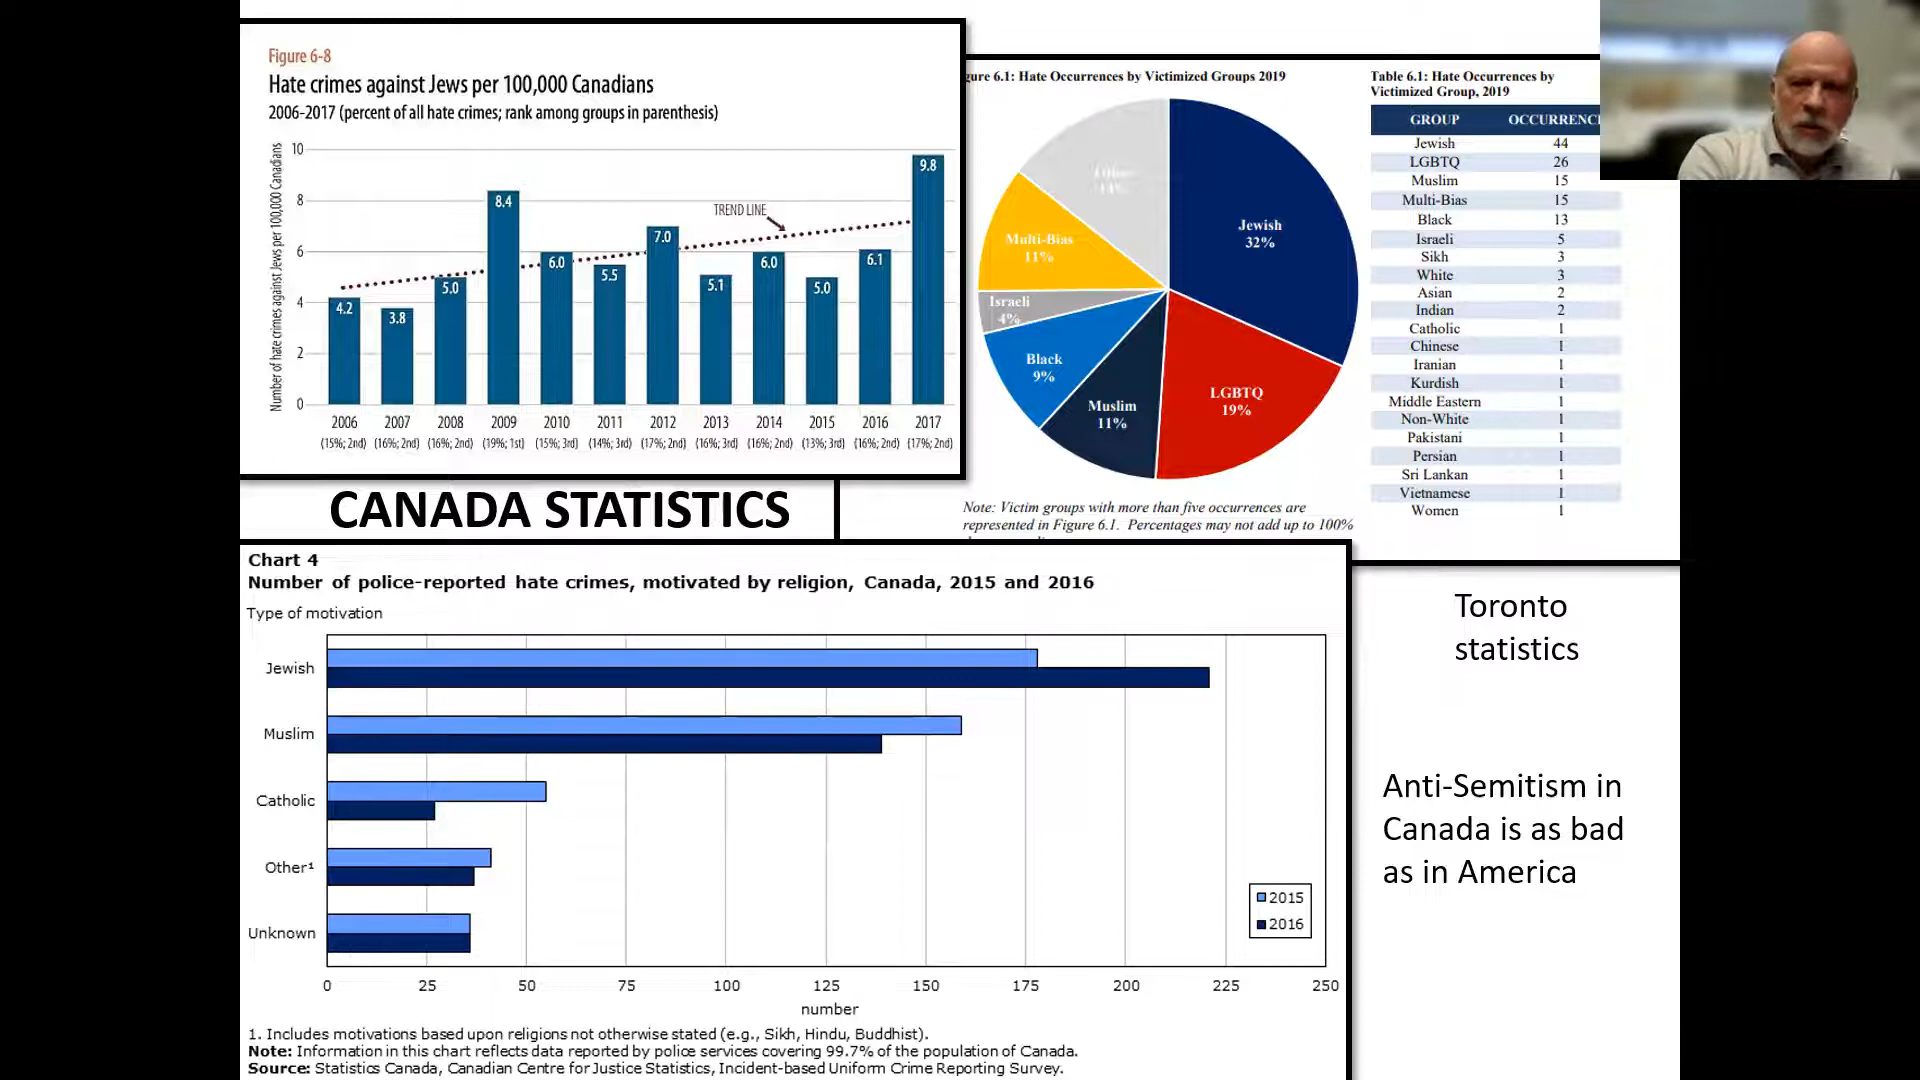 Figure 6-8
Hate crimes against Jews per 100,000 Canadians
2006-2017 (percent of all hate crimes; rank among groups in parenthesis)
Number of hate crimes against Jews per 100,000 Canadians
10
8
6
4
2
0
TREND LINE
4.2
3.8
5.0
8.4
6.0
5.5
7.0
5.1
6.0
5.0
6.1
9.8
2006 2007 2008 2009 2010 2011 2012 2013 2014 2015 2016 2017
(15%; 2nd) (16%; 2nd) (16%; 2nd) (19%; 1st) (15%; 3rd) (14%; 3rd) (17%; 2nd) (16%; 3rd) (16%; 2nd) (13%; 3rd) (16%; 2nd) (17%; 2nd)
gure 6.1: Hate Occurrences by Victimized Groups 2019
Jewish
32%
LGBTQ
19%
Muslim
11%
Black
9%
Israeli
4%
Multi-Bias
11%
Note: Victim groups with more than five occurrences are
represented in Figure 6.1. Percentages may not add up to 100%
Table 6.1: Hate Occurrences by
Victimized Group, 2019
GROUP OCCURRENC
Jewish 44
LGBTQ 26
Muslim 15
Multi-Bias 15
Black 13
Israeli 5
Sikh 3
White 3
Asian 2
Indian 2
Catholic 1
Chinese 1
Iranian 1
Kurdish 1
Middle Eastern 1
Non-White 1
Pakistani 1
Persian 1
Sri Lankan 1
Vietnamese 1
Women 1
CANADA STATISTICS
Chart 4
Number of police-reported hate crimes, motivated by religion, Canada, 2015 and 2016
Type of motivation
Jewish
Muslim
Catholic
Other¹
Unknown
2015
2016
0 25 50 75 100 125 150 175 200 225 250
number
1. Includes motivations based upon religions not otherwise stated (e.g., Sikh, Hindu, Buddhist).
Note: Information in this chart reflects data reported by police services covering 99.7% of the population of Canada.
Source: Statistics Canada, Canadian Centre for Justice Statistics, Incident-based Uniform Crime Reporting Survey.
Toronto
statistics
Anti-Semitism in
Canada is as bad
as in America